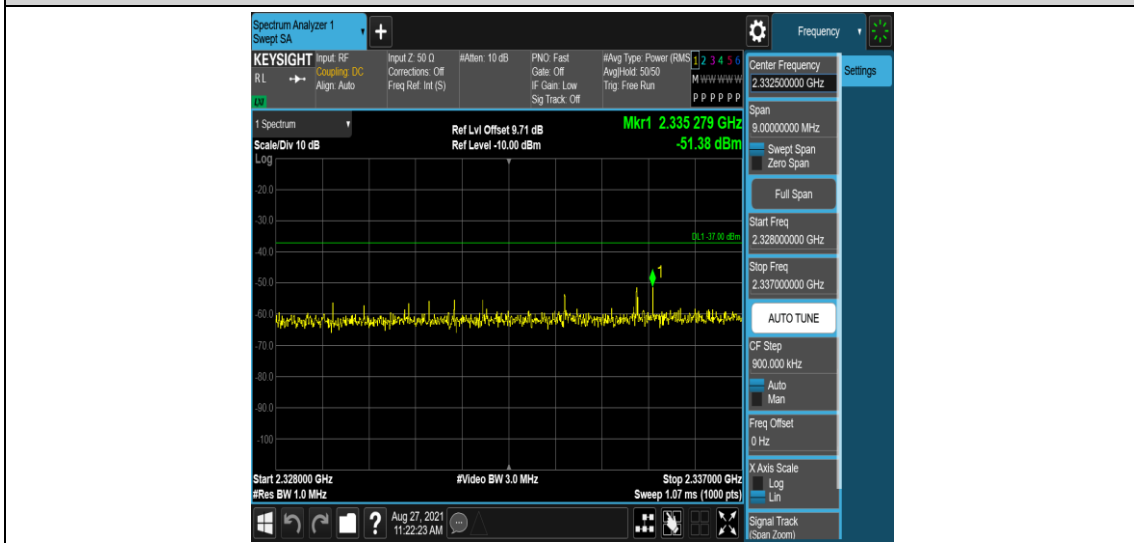 Spectrum Analyzer 1
Swept SA
+
Frequency
KEYSIGHT
RL
LXI
Input: RF
Coupling: DC
Align: Auto
Input Z: 50 Ω
Corrections: Off
Freq Ref: Int (S)
#Atten: 10 dB
PNO: Fast
Gate: Off
IF Gain: Low
Sig Track: Off
#Avg Type: Power (RMS
Avg|Hold: 50/50
Trig: Free Run
1 2 3 4 5 6
M W W W W W
P P P P P P
1 Spectrum
Scale/Div 10 dB
Log
Ref Lvl Offset 9.71 dB
Ref Level -10.00 dBm
Mkr1 2.335 279 GHz
-51.38 dBm
-20.0
-30.0
DL1 -37.00 dBm
-40.0
1
-50.0
-60.0
-70.0
-80.0
-90.0
-100
Start 2.328000 GHz
#Res BW 1.0 MHz
#Video BW 3.0 MHz
Stop 2.337000 GHz
Sweep 1.07 ms (1000 pts)
?
Aug 27, 2021
11:22:23 AM
Center Frequency
2.332500000 GHz
Settings
Span
9.00000000 MHz
Swept Span
Zero Span
Full Span
Start Freq
2.328000000 GHz
Stop Freq
2.337000000 GHz
AUTO TUNE
CF Step
900.000 kHz
Auto
Man
Freq Offset
0 Hz
X Axis Scale
Log
Lin
Signal Track
(Span Zoom)